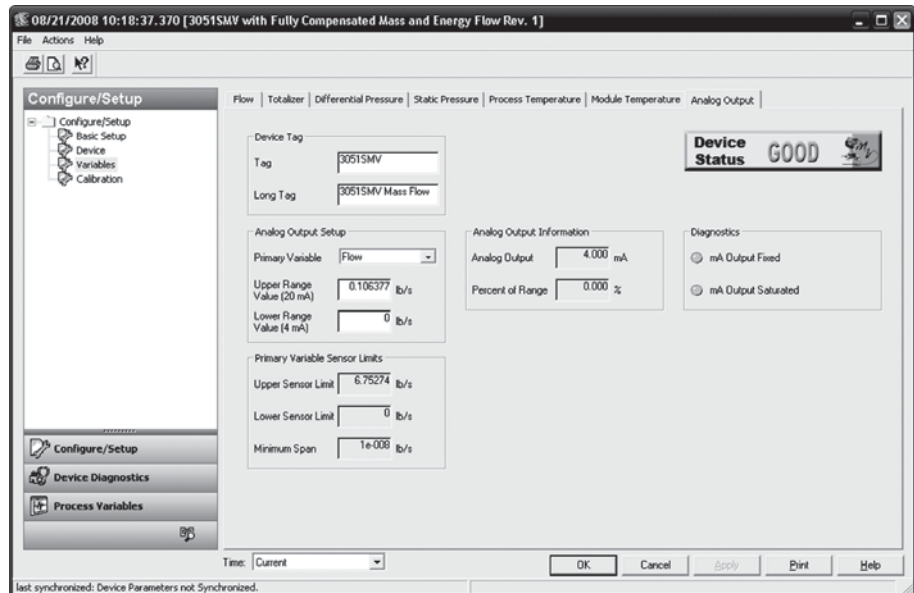 08/21/2008 10:18:37.370 [3051SMV with Fully Compensated Mass and Energy Flow Rev. 1]
File Actions Help
Configure/Setup
Configure/Setup
Basic Setup
Device
Variables
Calibration
Configure/Setup
Device Diagnostics
Process Variables
Flow Totalizer Differential Pressure Static Pressure Process Temperature Module Temperature Analog Output
Device Tag
Tag 3051SMV
Long Tag 3051SMV Mass Flow
Device Status GOOD
Analog Output Setup
Primary Variable Flow
Upper Range Value (20 mA) 0.106377 lb/s
Lower Range Value (4 mA) 0 lb/s
Analog Output Information
Analog Output 4.000 mA
Percent of Range 0.000 %
Diagnostics
mA Output Fixed
mA Output Saturated
Primary Variable Sensor Limits
Upper Sensor Limit 6.75274 lb/s
Lower Sensor Limit 0 lb/s
Minimum Span 1e-008 lb/s
Time: Current
OK Cancel Apply Print Help
last synchronized: Device Parameters not Synchronized.